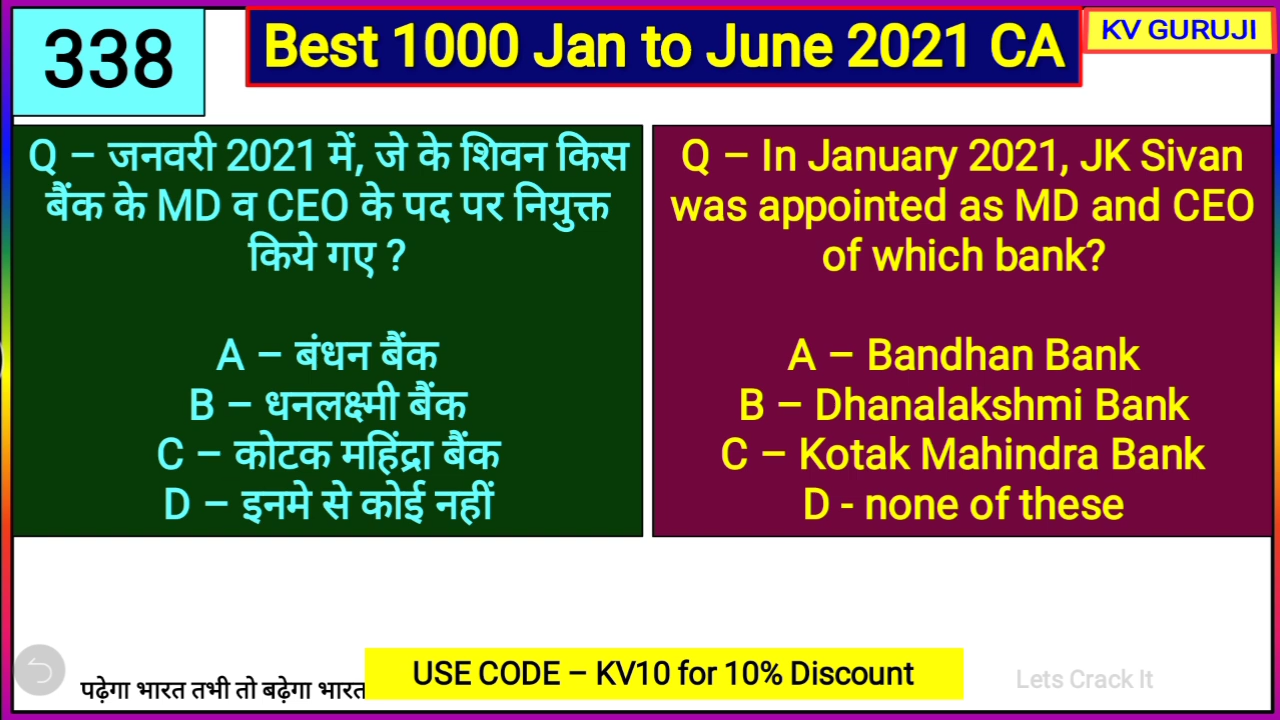 338
Best 1000 Jan to June 2021 CA
KV GURUJI
Q – जनवरी 2021 में, जे के शिवन किस
बैंक के MD व CEO के पद पर नियुक्त
किये गए ?
A – बंधन बैंक
B – धनलक्ष्मी बैंक
C – कोटक महिंद्रा बैंक
D – इनमे से कोई नहीं
Q – In January 2021, JK Sivan
was appointed as MD and CEO
of which bank?
A – Bandhan Bank
B – Dhanalakshmi Bank
C – Kotak Mahindra Bank
D - none of these
पढ़ेगा भारत तभी तो बढ़ेगा भारत
USE CODE – KV10 for 10% Discount
Lets Crack It